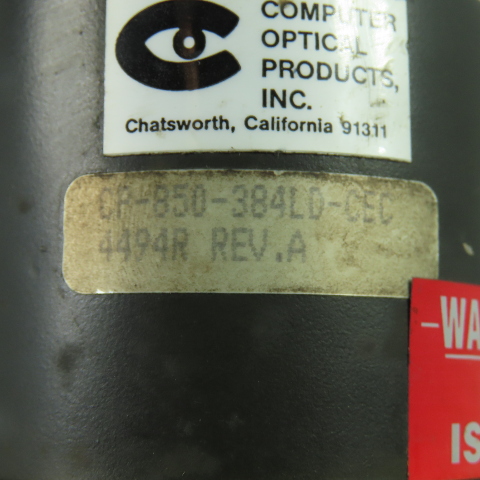 COMPUTER
OPTICAL
PRODUCTS,
INC.
Chatsworth, California 91311
CP-850-384LD-CEC
4494R REV.A
-WA
IS